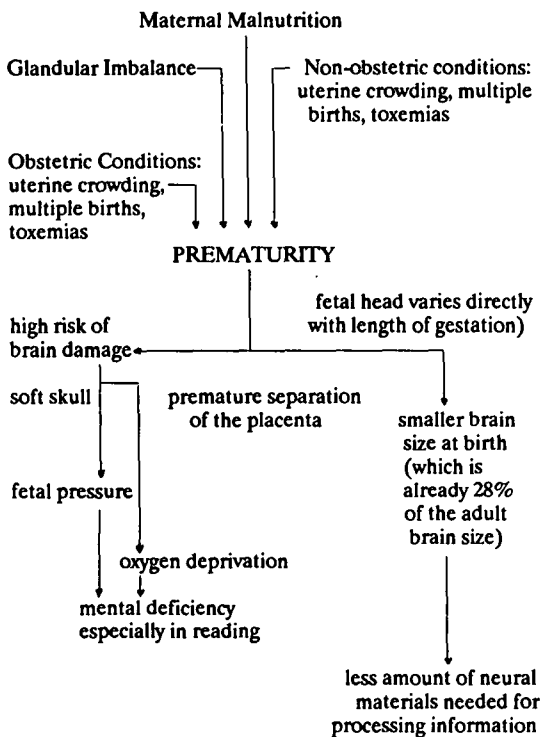 Maternal Malnutrition
Glandular Imbalance
Non-obstetric conditions:
uterine crowding, multiple
births, toxemias
Obstetric Conditions:
uterine crowding,
multiple births,
toxemias
PREMATURITY
fetal head varies directly
with length of gestation)
high risk of
brain damage
soft skull
premature separation
of the placenta
smaller brain
size at birth
(which is
already 28%
of the adult
brain size)
fetal pressure
oxygen deprivation
mental deficiency
especially in reading
less amount of neural
materials needed for
processing information